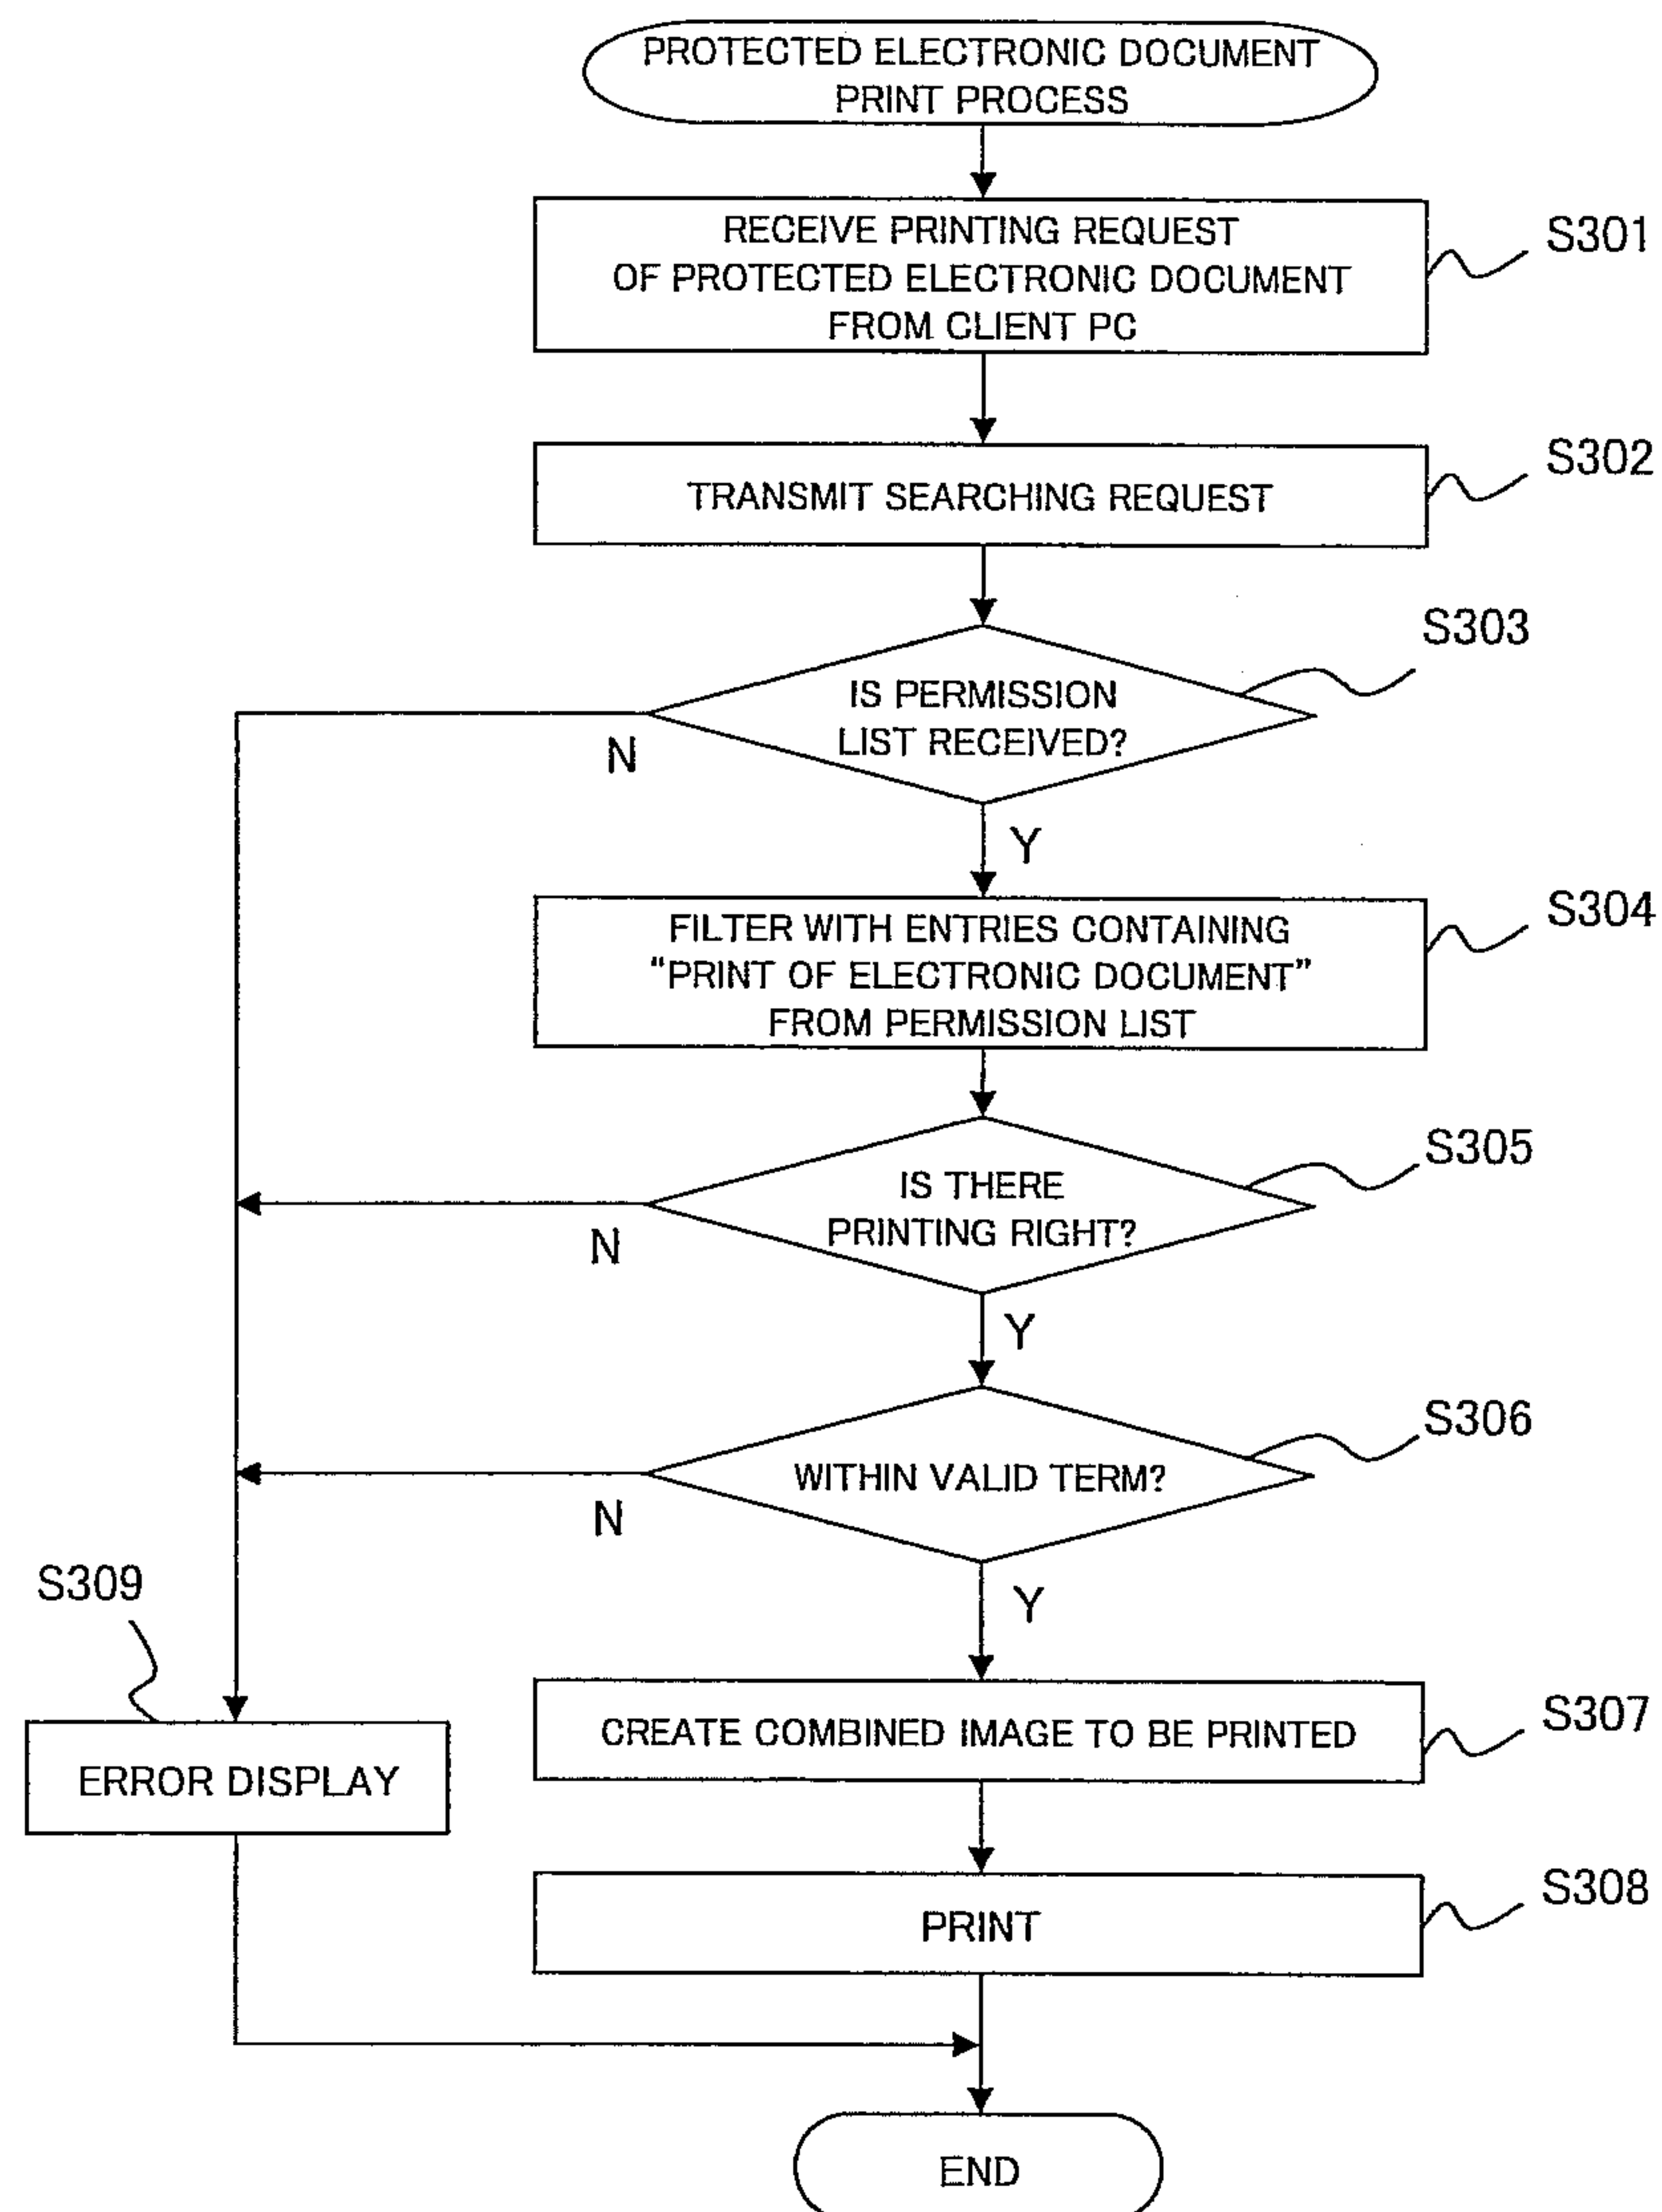 PROTECTED ELECTRONIC DOCUMENT
PRINT PROCESS
RECEIVE PRINTING REQUEST
OF PROTECTED ELECTRONIC DOCUMENT
FROM CLIENT PC
S301
TRANSMIT SEARCHING REQUEST
S302
IS PERMISSION
LIST RECEIVED?
S303
N
Y
FILTER WITH ENTRIES CONTAINING
“PRINT OF ELECTRONIC DOCUMENT”
FROM PERMISSION LIST
S304
IS THERE
PRINTING RIGHT?
S305
N
Y
WITHIN VALID TERM?
S306
N
Y
S309
ERROR DISPLAY
CREATE COMBINED IMAGE TO BE PRINTED
S307
PRINT
S308
END